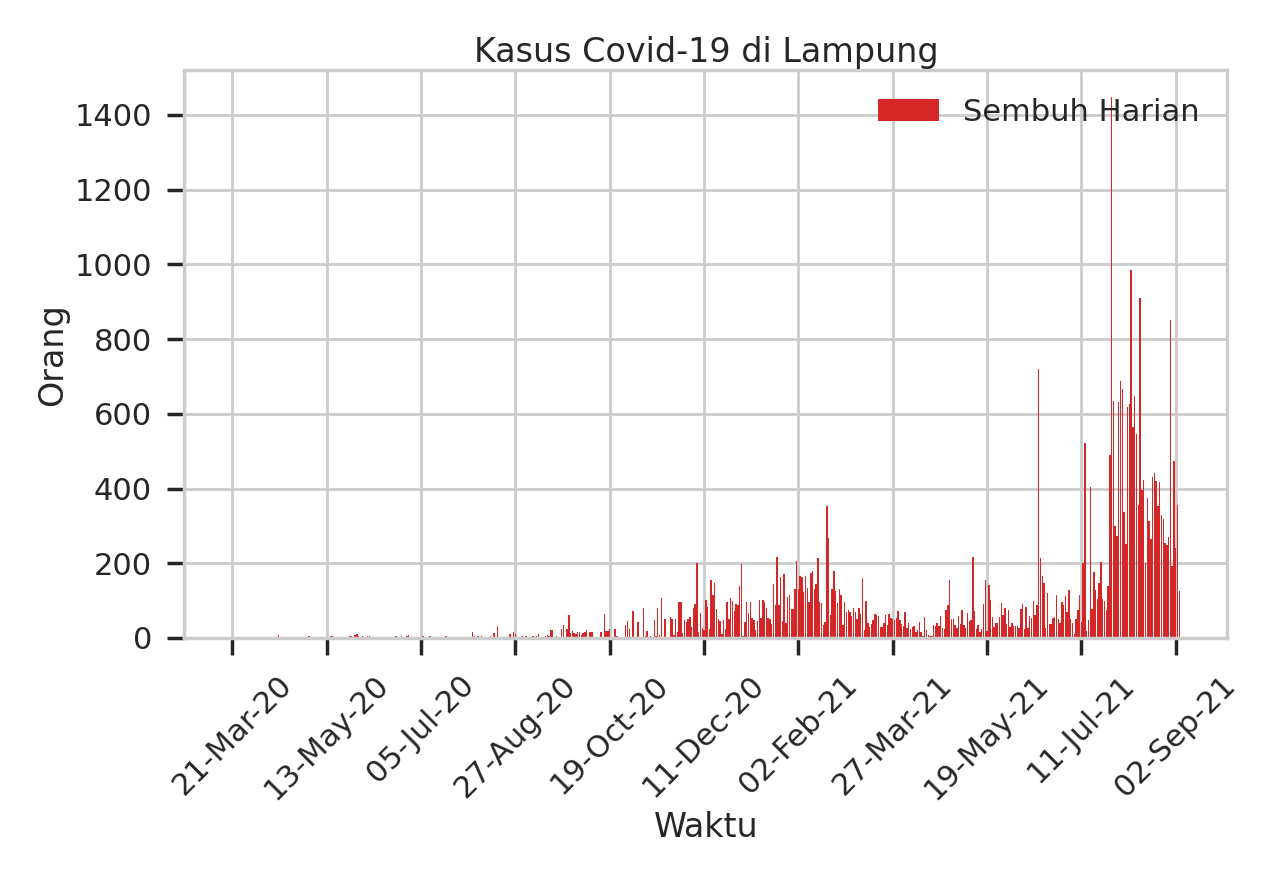 Kasus Covid-19 di Lampung
Sembuh Harian
Orang
1400
1200
1000
800
600
400
200
0
21-Mar-20
13-May-20
05-Jul-20
27-Aug-20
19-Oct-20
11-Dec-20
02-Feb-21
27-Mar-21
19-May-21
11-Jul-21
02-Sep-21
Waktu